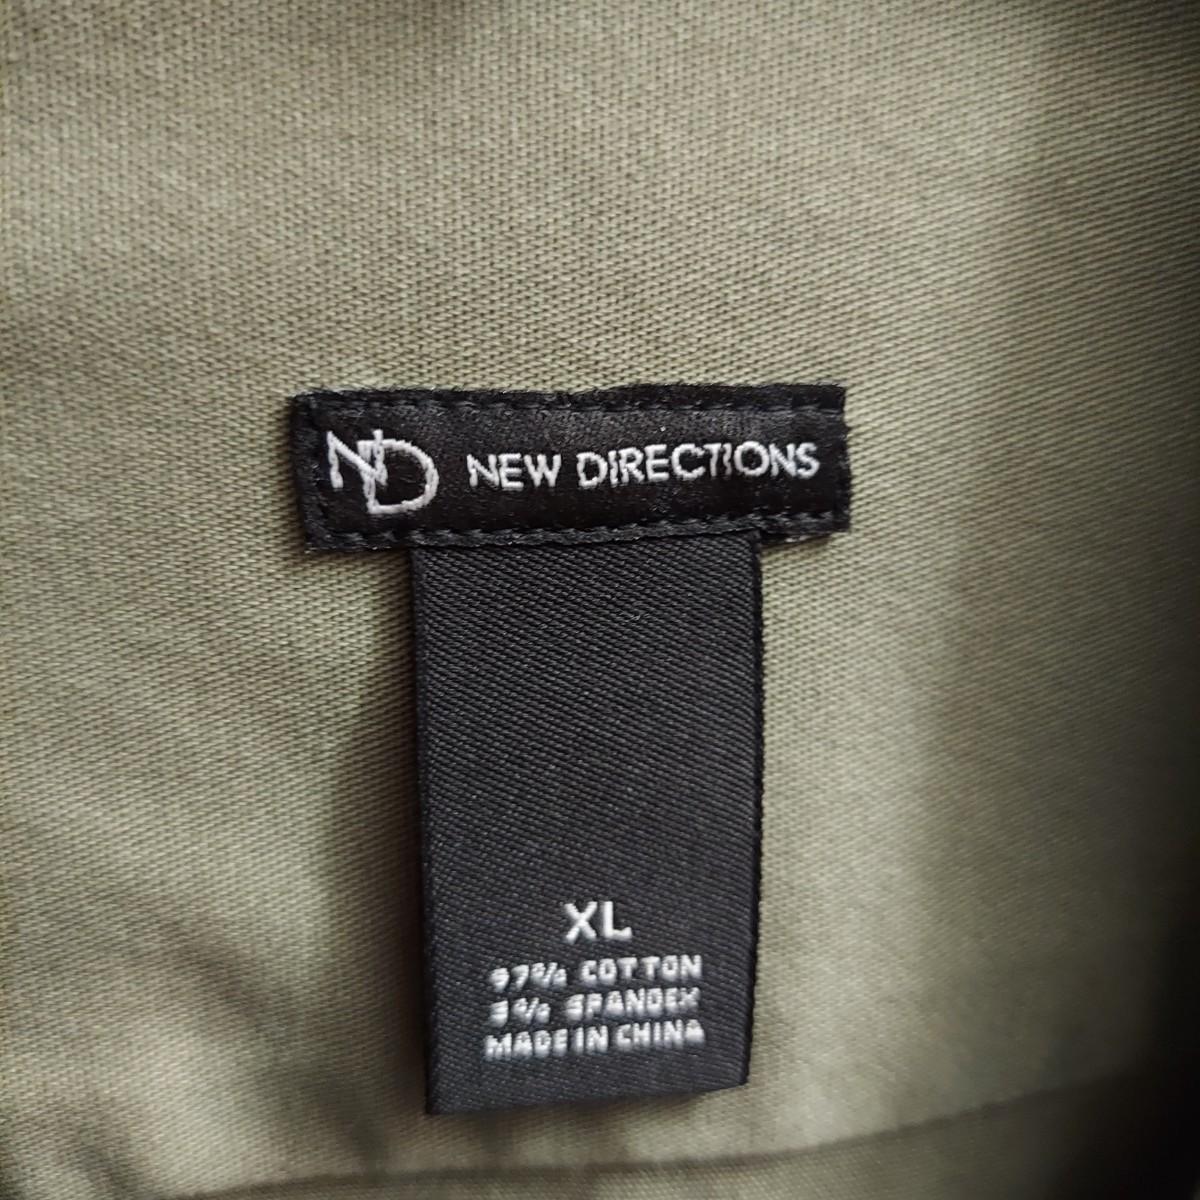 ND NEW DIRECTIONS
XL
97% COTTON
3% SPANDEX
MADE IN CHINA